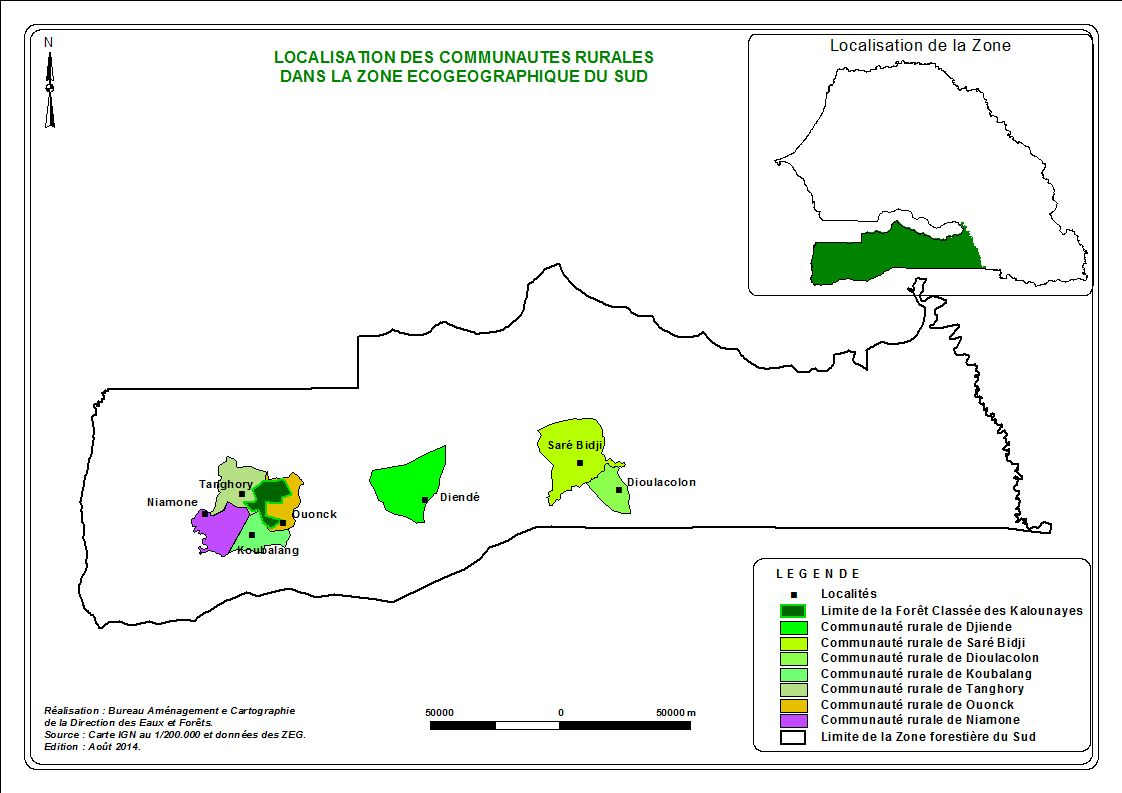 N
LOCALISATION DES COMMUNAUTES RURALES
DANS LA ZONE ECOGEOGRAPHIQUE DU SUD
Localisation de la Zone
Saré Bidji
Dioulacolon
Tanghory
Diendé
Niamone
Ouonck
Koubalang
L E G E N D E
Localités
Limite de la Forêt Classée des Kalounayes
Communauté rurale de Djiende
Communauté rurale de Saré Bidji
Communauté rurale de Dioulacolon
Communauté rurale de Koubalang
Communauté rurale de Tanghory
Communauté rurale de Ouonck
Communauté rurale de Niamone
Limite de la Zone forestière du Sud
Réalisation : Bureau Aménagement e Cartographie
de la Direction des Eaux et Forêts.
Source : Carte IGN au 1/200.000 et données des ZEG.
Edition : Août 2014.
50000 0 50000 m